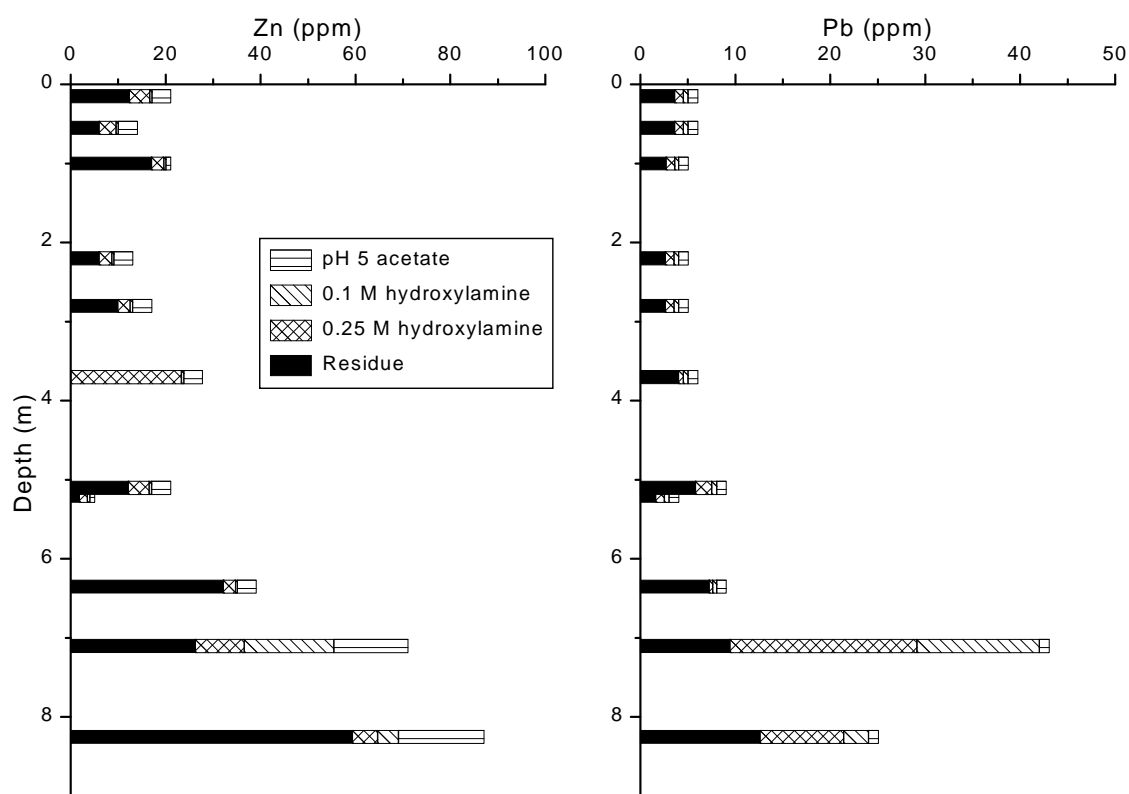 Zn (ppm)
Pb (ppm)
0 20 40 60 80 100
0 10 20 30 40 50
0
0
2
2
pH 5 acetate
0.1 M hydroxylamine
0.25 M hydroxylamine
Residue
4
4
Depth (m)
6
6
8
8